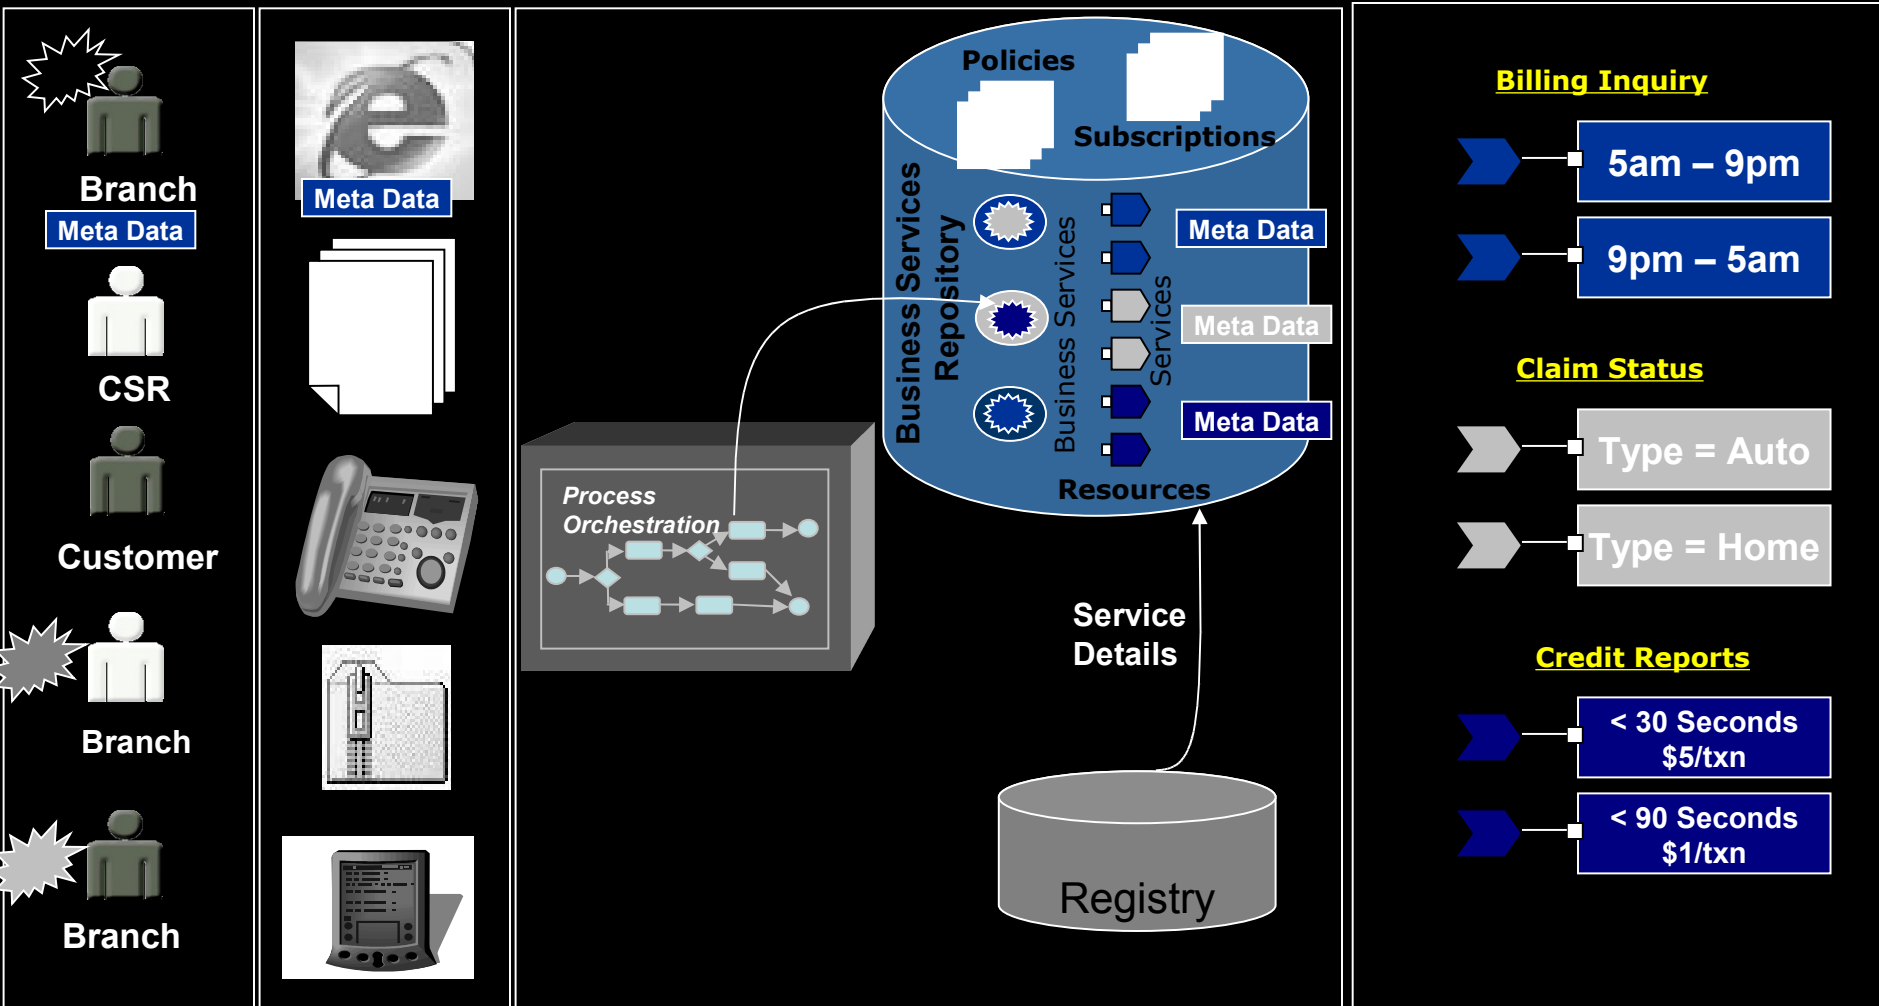 Branch
Meta Data
CSR
Customer
Branch
Branch
Meta Data
Process
Orchestration
Policies
Subscriptions
Business Services
Repository
Business Services
Services
Meta Data
Meta Data
Meta Data
Resources
Service
Details
Registry
Billing Inquiry
5am – 9pm
9pm – 5am
Claim Status
Type = Auto
Type = Home
Credit Reports
< 30 Seconds
$5/txn
< 90 Seconds
$1/txn